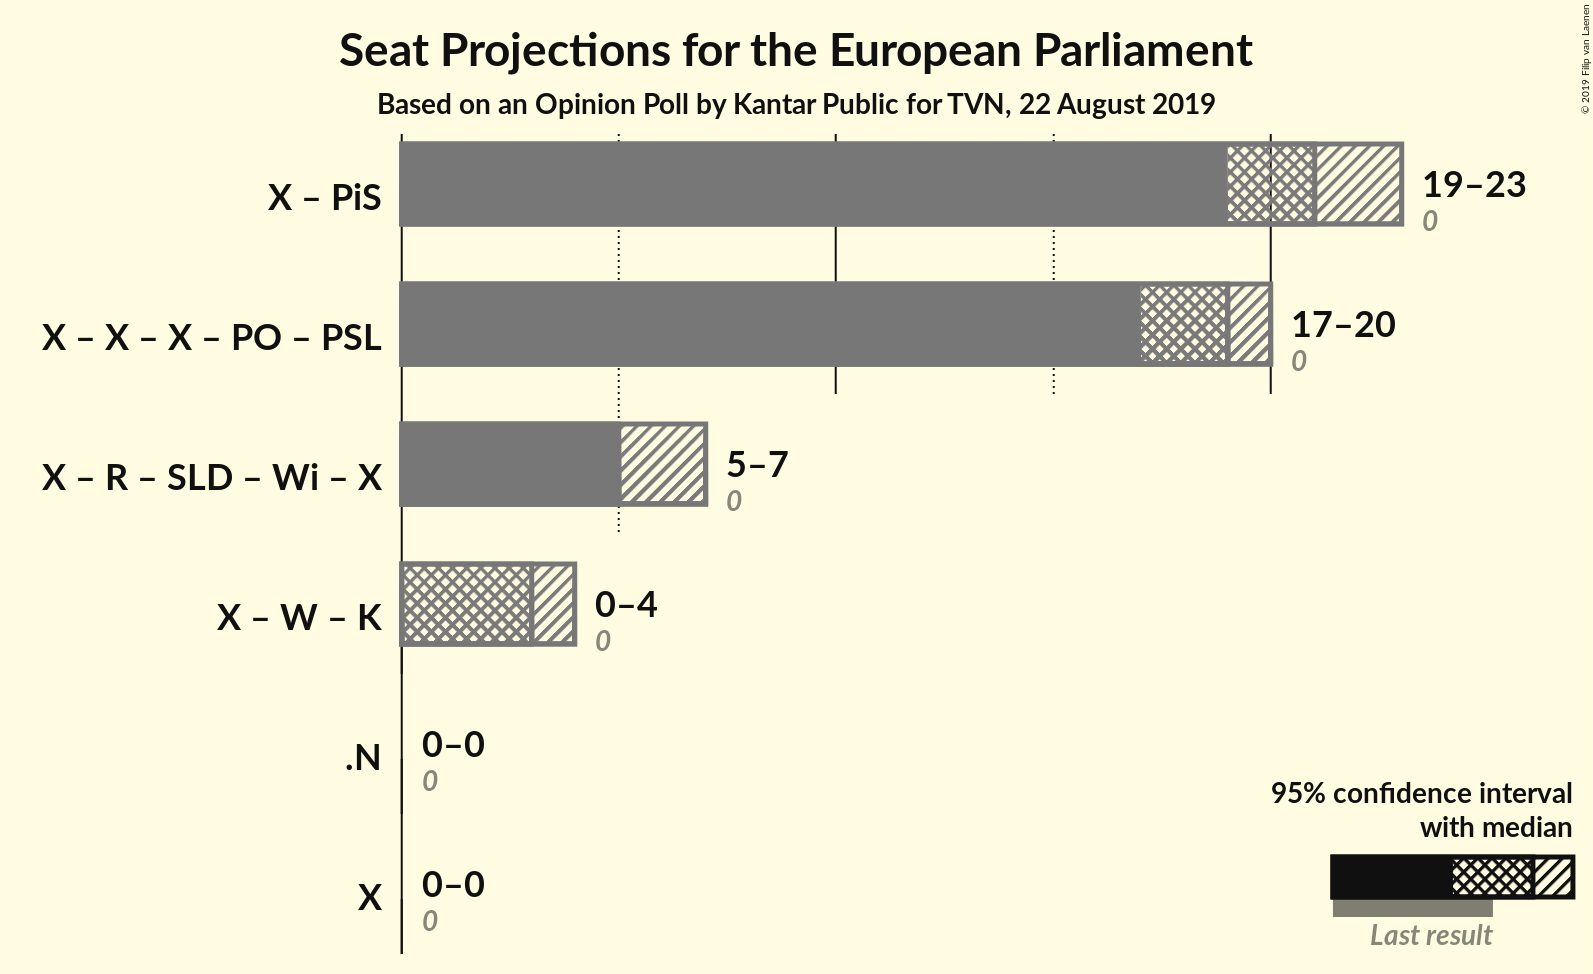 Seat Projections for the European Parliament
Based on an Opinion Poll by Kantar Public for TVN, 22 August 2019
© 2019 Filip van Laenen
X – PiS
19–23
0
X – X – X – PO – PSL
17–20
0
X – R – SLD – Wi – X
5–7
0
X – W – K
0–4
0
.N
0–0
0
X
0–0
0
95% confidence interval
with median
Last result